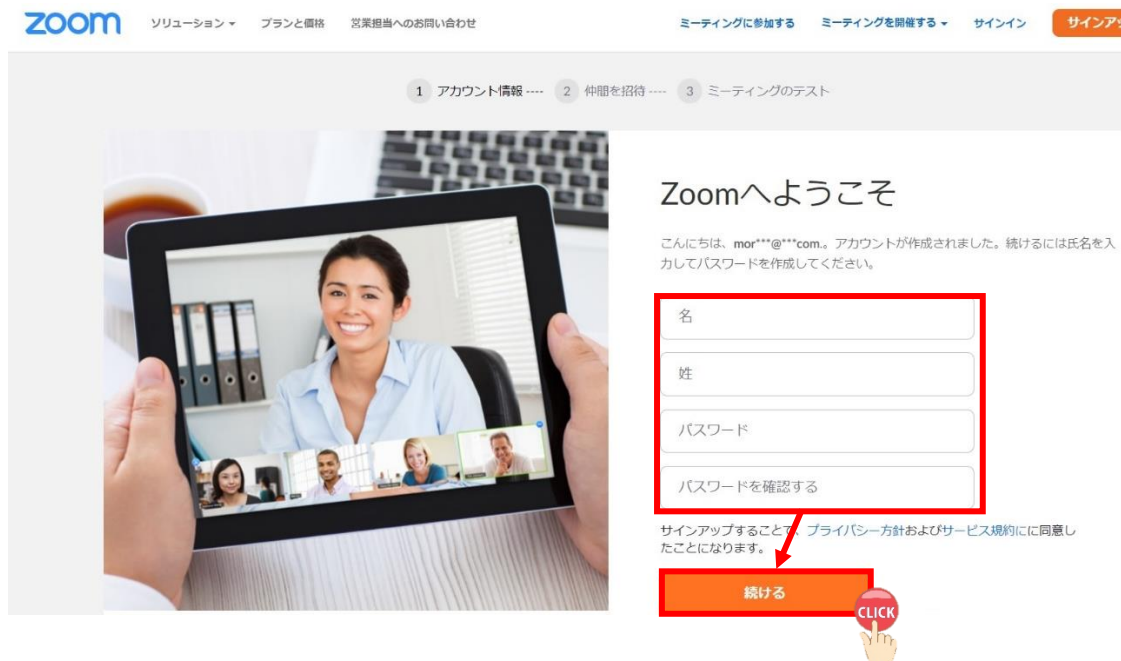 zoom ソリューション プランと価格 営業担当へのお問い合わせ ミーティングに参加する ミーティングを開催する サインイン サインアッ
1 アカウント情報 ---- 2 仲間を招待 ---- 3 ミーティングのテスト
Zoomへようこそ
こんにちは、mor***@***com.。アカウントが作成されました。続けるには氏名を入
力してパスワードを作成してください。
名
姓
パスワード
パスワードを確認する
サインアップすることで、プライバシー方針およびサービス規約にに同意し
たことになります。
続ける
CLICK